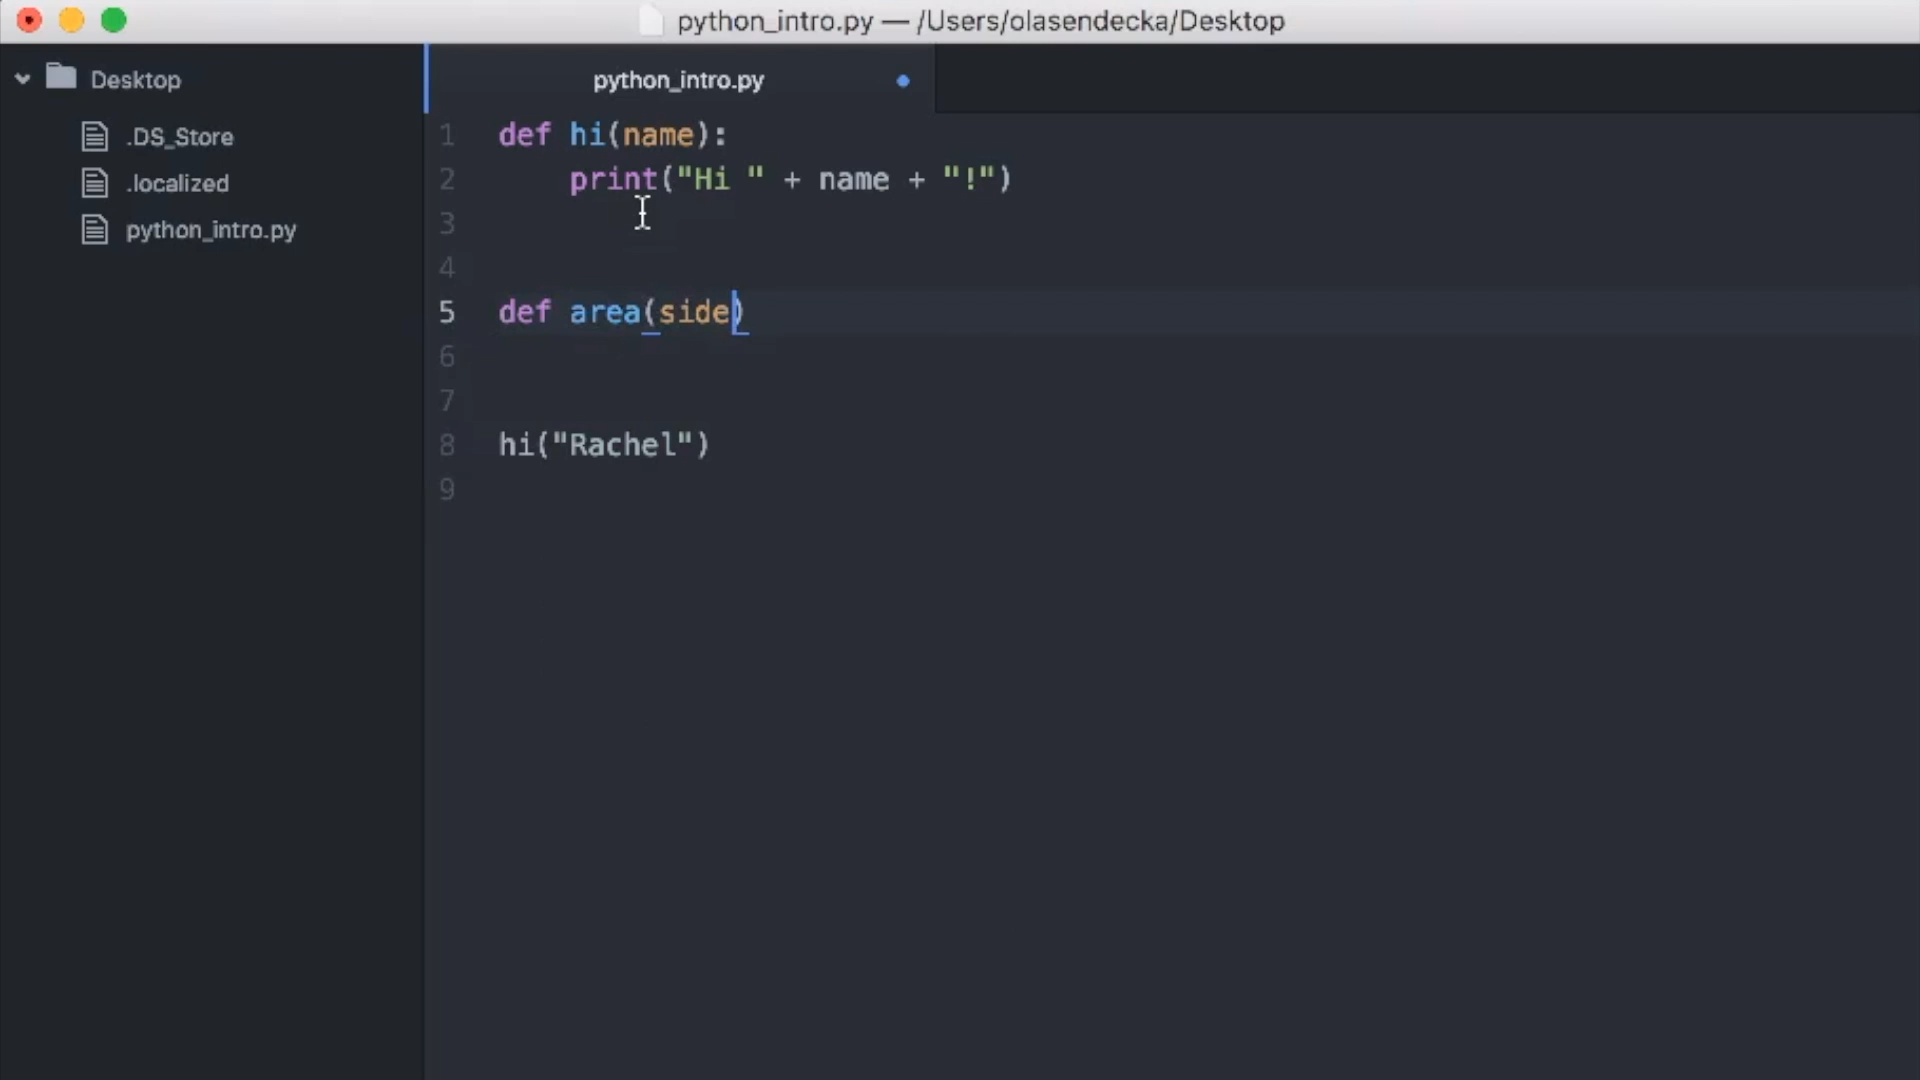 python_intro.py — /Users/olasendecka/Desktop
Desktop
.DS_Store
.localized
python_intro.py
python_intro.py
1 def hi(name):
2     print("Hi " + name + "!")
3
4
5 def area(side)
6
7
8 hi("Rachel")
9